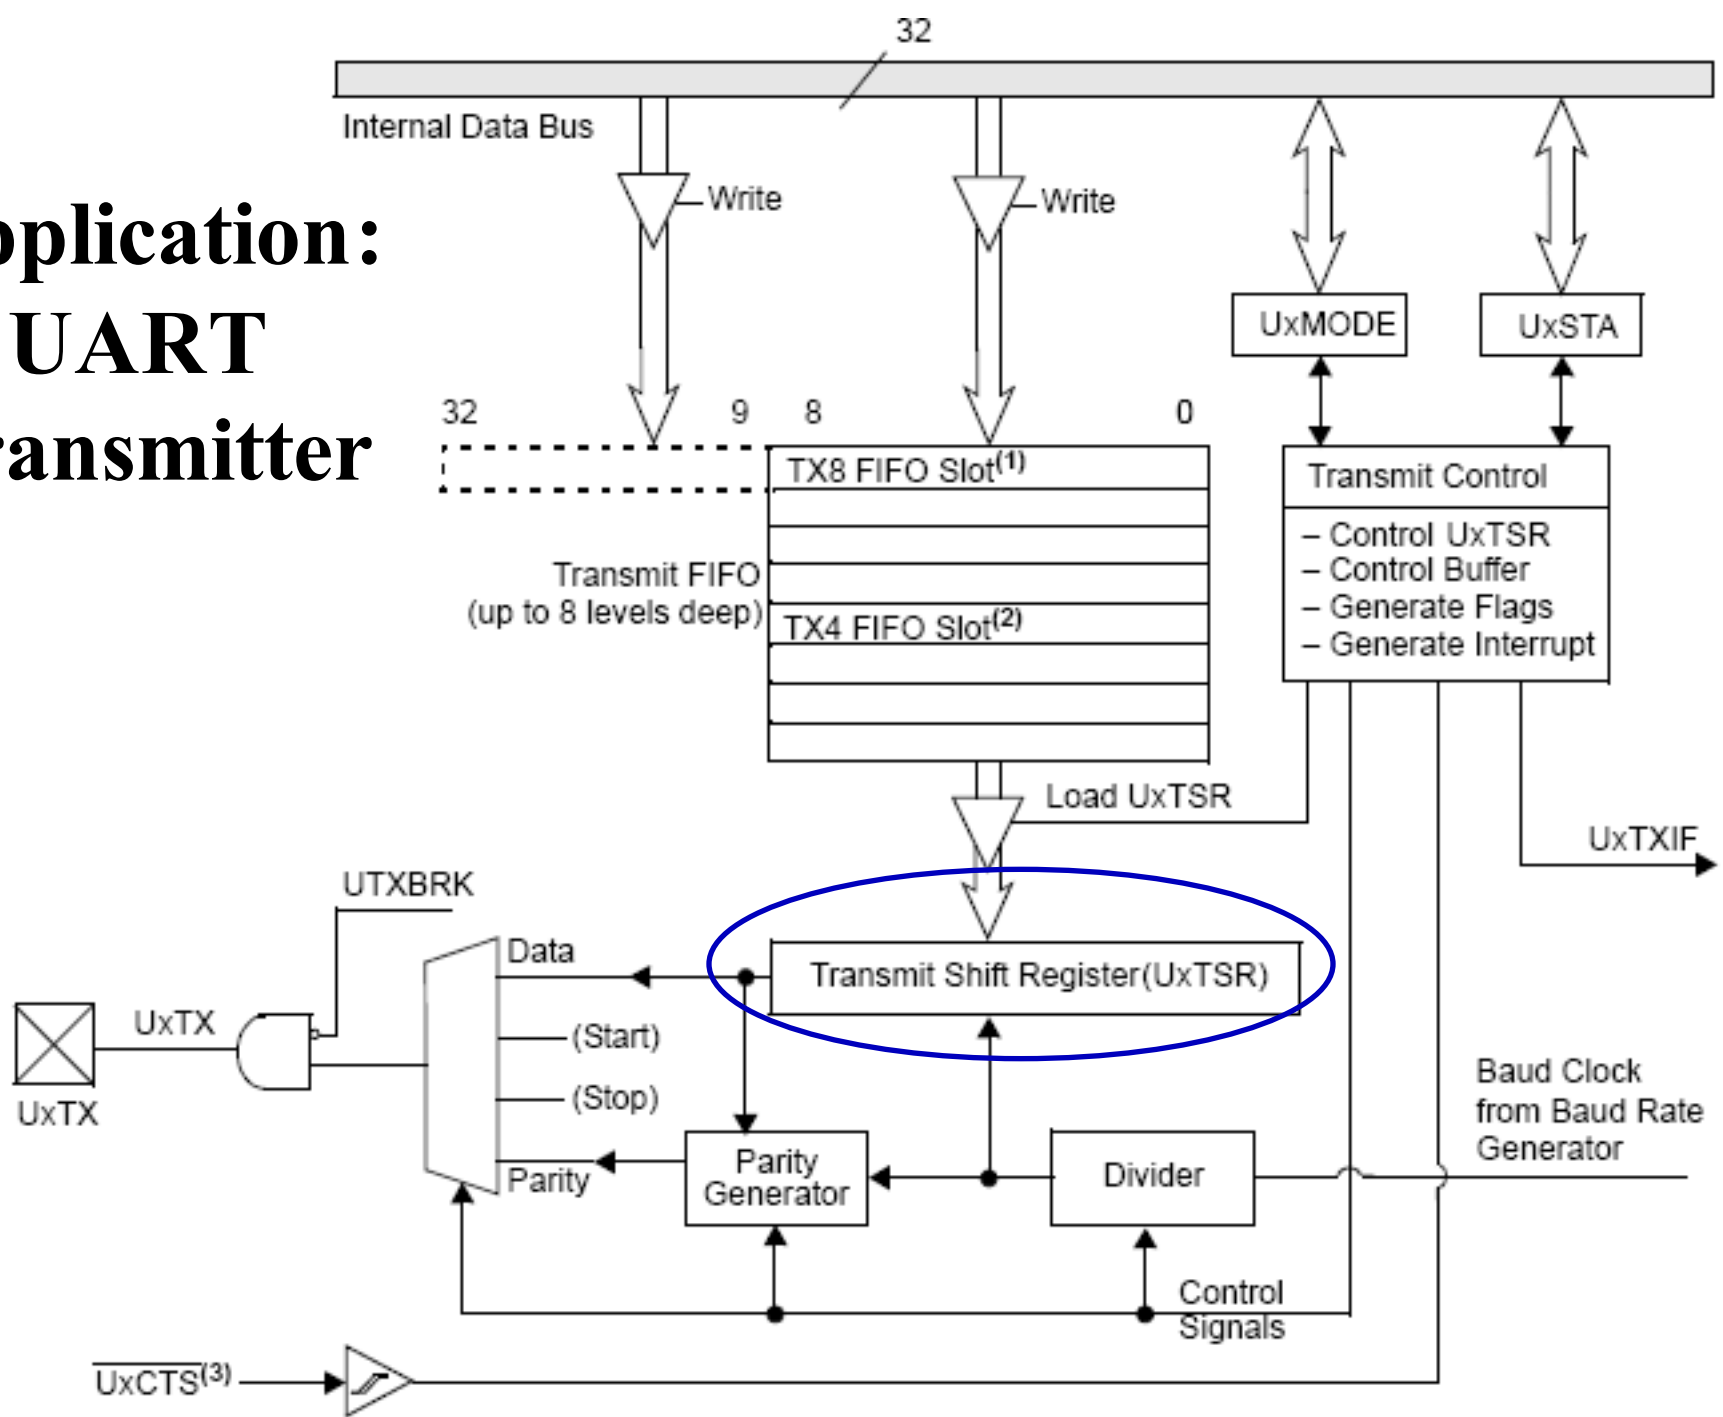 32
Internal Data Bus
Write
Write
pplication:
UART
ransmitter
UxMODE
UxSTA
32
9
8
0
TX8 FIFO Slot(1)
Transmit FIFO
(up to 8 levels deep)
TX4 FIFO Slot(2)
Transmit Control
– Control UxTSR
– Control Buffer
– Generate Flags
– Generate Interrupt
Load UxTSR
UxTXIF
UTXBRK
Data
Transmit Shift Register(UxTSR)
UxTX
(Start)
(Stop)
UxTX
Parity
Parity
Generator
Divider
Baud Clock
from Baud Rate
Generator
Control
Signals
UxCTS(3)